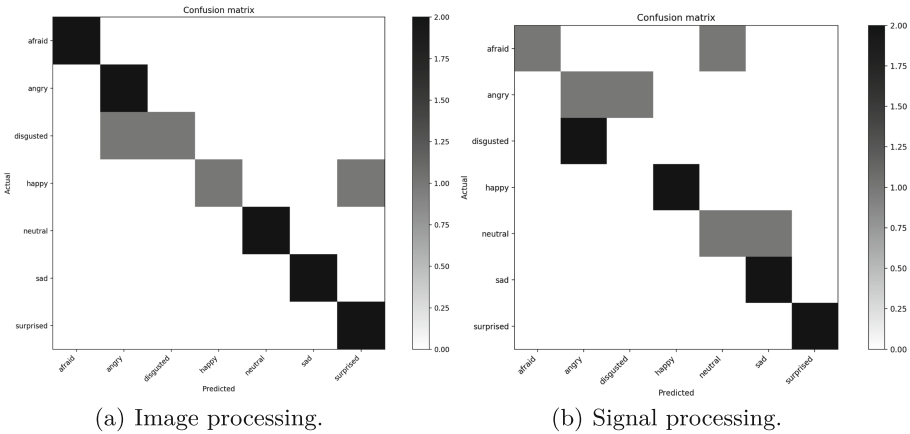 Confusion matrix
Actual
afraid
angry
disgusted
happy
neutral
sad
surprised
afraid
angry
disgusted
happy
neutral
sad
surprised
Predicted
2.00
1.75
1.50
1.25
1.00
0.75
0.50
0.25
0.00
(a) Image processing.
Confusion matrix
Actual
afraid
angry
disgusted
happy
neutral
sad
surprised
afraid
angry
disgusted
happy
neutral
sad
surprised
Predicted
2.00
1.75
1.50
1.25
1.00
0.75
0.50
0.25
0.00
(b) Signal processing.